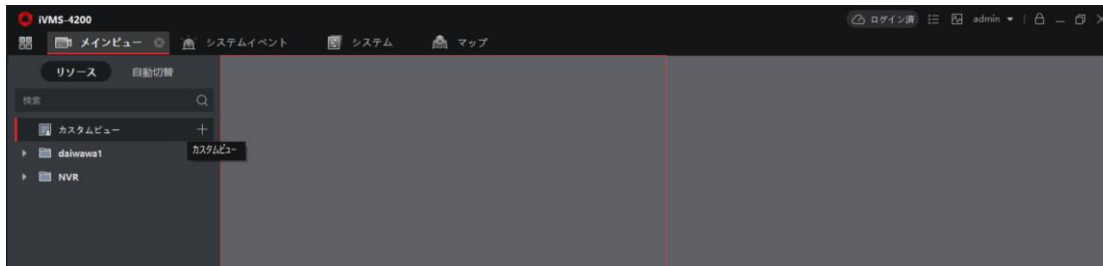 iVMS-4200
ログイン済 admin
メインビュー システムイベント システム マップ
リソース 自動切替
検索
カスタムビュー
カスタムビュー
daiwawa1
NVR